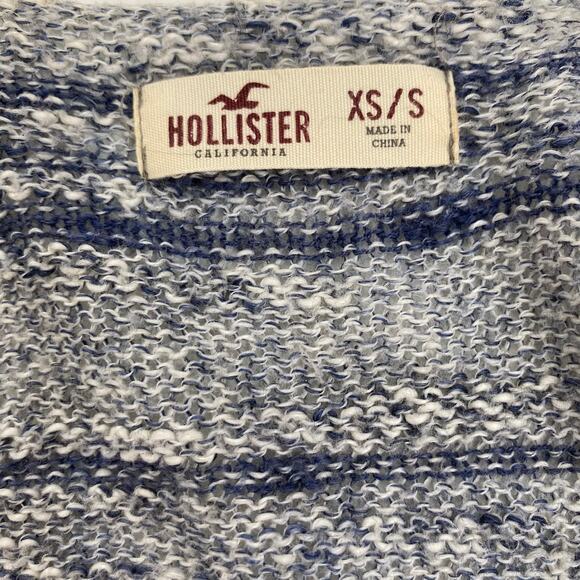 HOLLISTER
CALIFORNIA
XS/S
MADE IN
CHINA